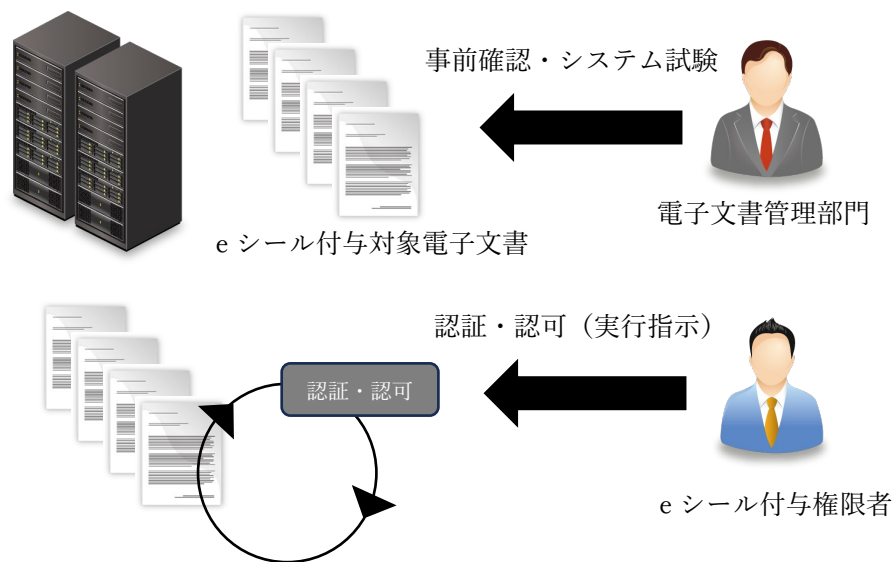 事前確認・システム試験
電子文書管理部門
e シール付与対象電子文書
認証・認可（実行指示）
認証・認可
e シール付与権限者